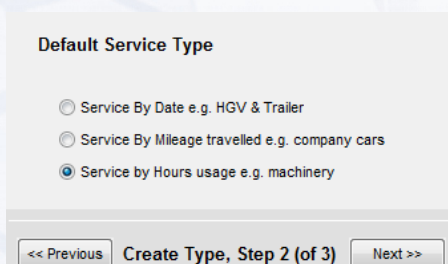 Default Service Type
Service By Date e.g. HGV & Trailer
Service By Mileage travelled e.g. company cars
Service by Hours usage e.g. machinery
<< Previous Create Type, Step 2 (of 3) Next >>